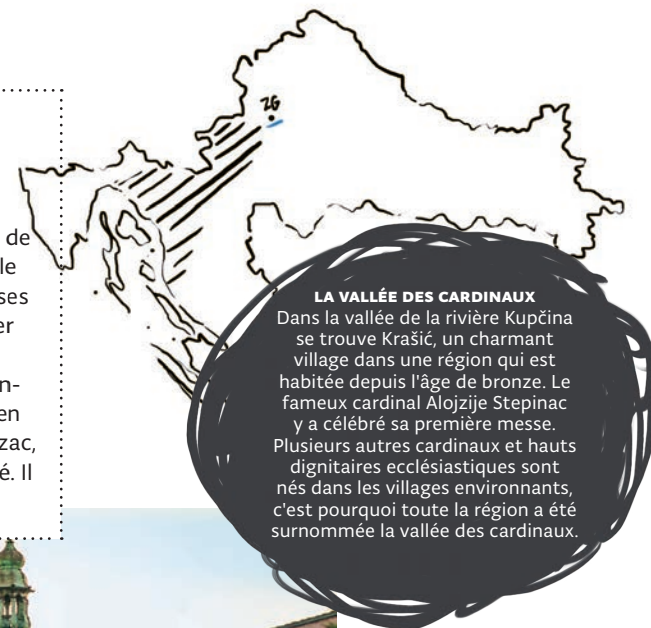 ZG
de
le
ses
er
n-
en
zac,
é. Il
LA VALLÉE DES CARDINAUX
Dans la vallée de la rivière Kupčina
se trouve Krašić, un charmant
village dans une région qui est
habitée depuis l'âge de bronze. Le
fameux cardinal Alojzije Stepinac
y a célébré sa première messe.
Plusieurs autres cardinaux et hauts
dignitaires ecclésiastiques sont
nés dans les villages environnants,
c'est pourquoi toute la région a été
surnommée la vallée des cardinaux.